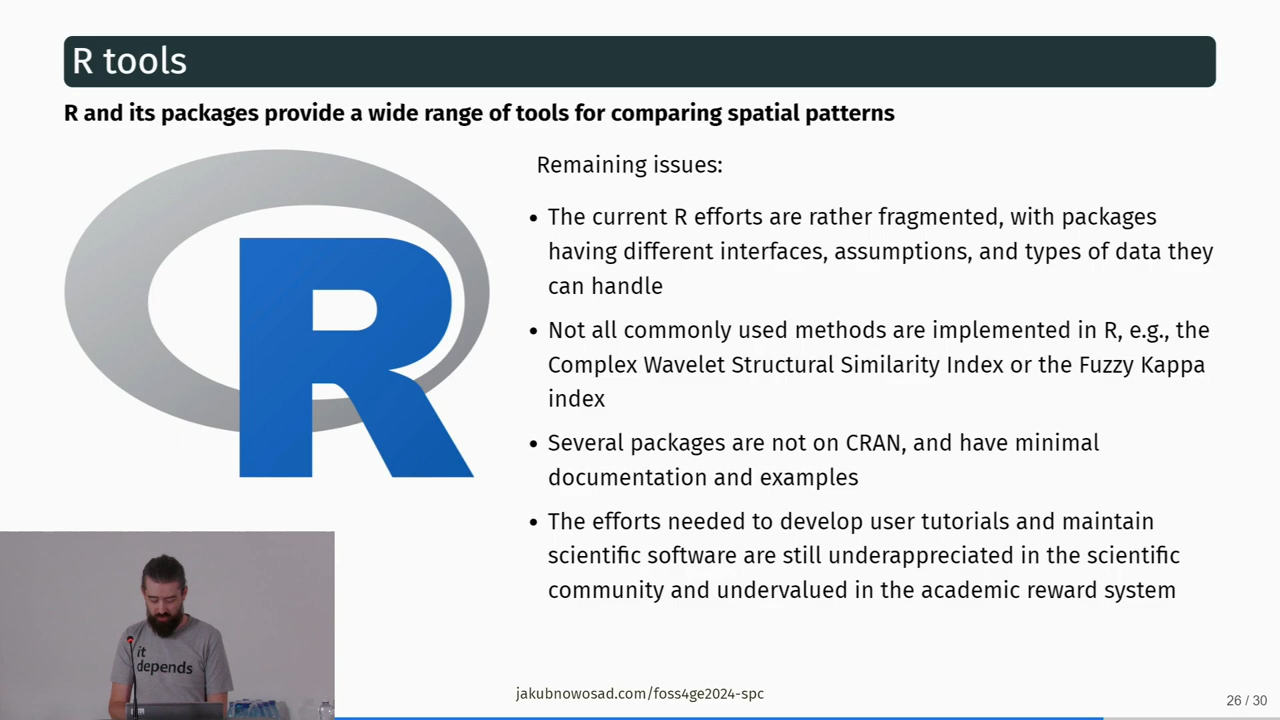 R tools
R and its packages provide a wide range of tools for comparing spatial patterns
R
Remaining issues:
• The current R efforts are rather fragmented, with packages
having different interfaces, assumptions, and types of data they
can handle
• Not all commonly used methods are implemented in R, e.g., the
Complex Wavelet Structural Similarity Index or the Fuzzy Kappa
index
• Several packages are not on CRAN, and have minimal
documentation and examples
• The efforts needed to develop user tutorials and maintain
scientific software are still underappreciated in the scientific
community and undervalued in the academic reward system
it
depends
jakubnowosad.com/foss4ge2024-spc
26 / 30